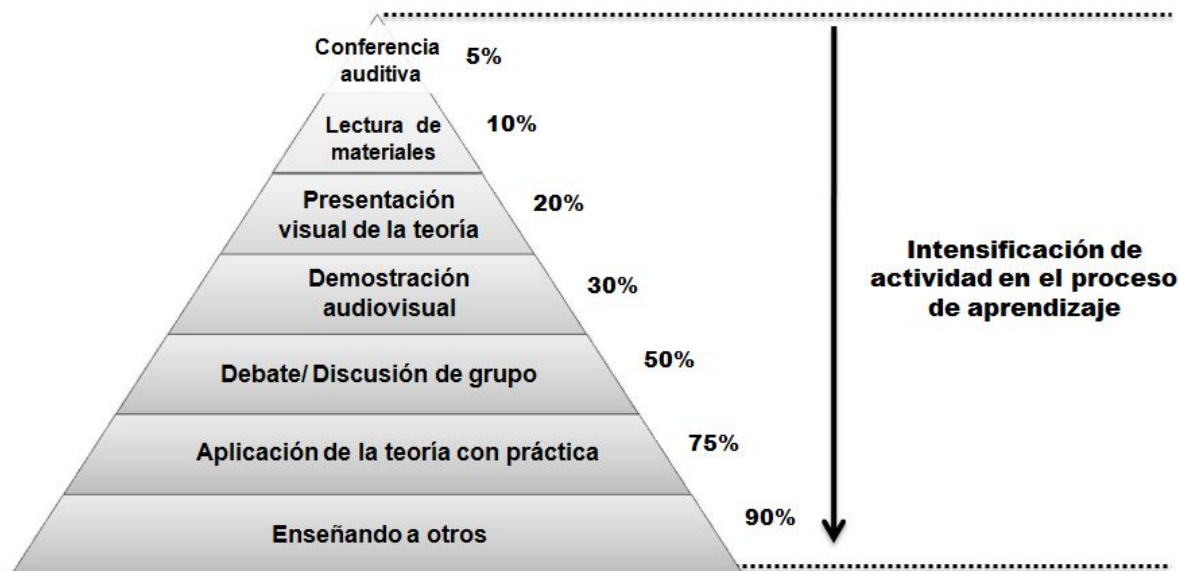 Conferencia
auditiva
5%
Lectura de
materiales
10%
Presentación
visual de la teoría
20%
Demostración
audiovisual
30%
Debate/ Discusión de grupo
50%
Aplicación de la teoría con práctica
75%
Enseñando a otros
90%
Intensificación de
actividad en el proceso
de aprendizaje